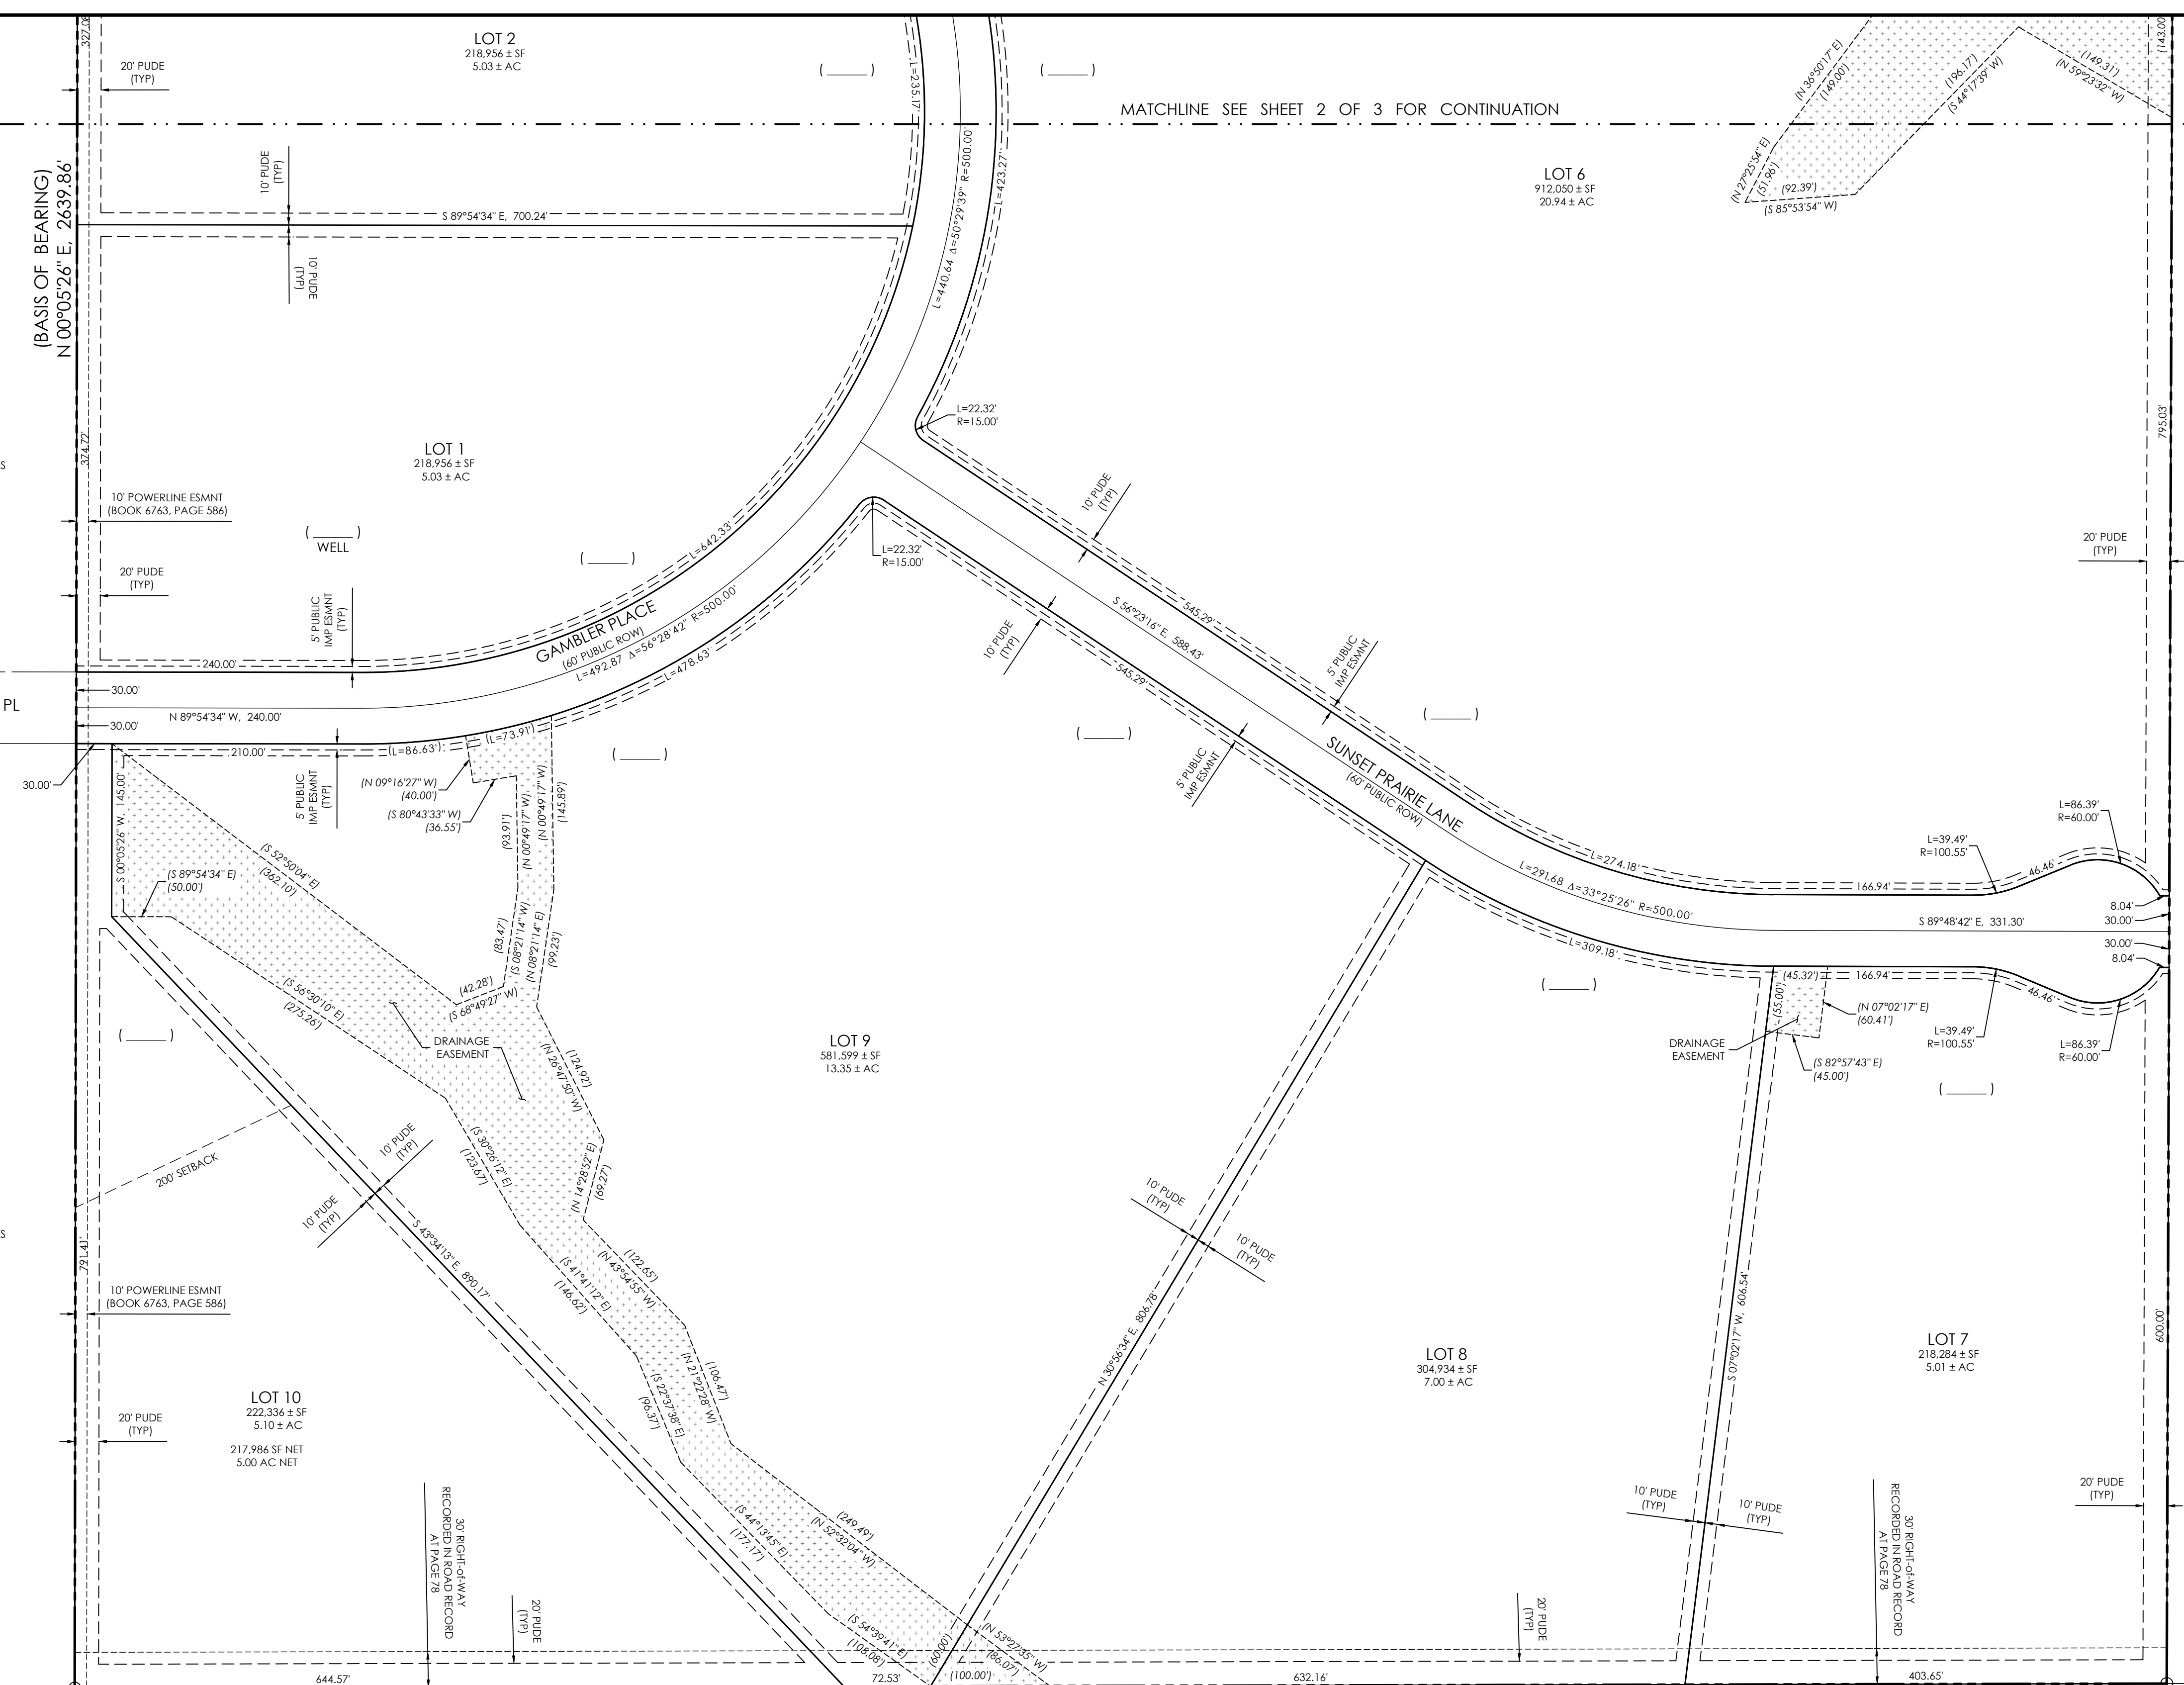 327.08'
LOT 2
218,956 ± SF
5.03 ± AC
20' PUDE
(TYP)
L=235.17'
( _____ )
( _____ )
(N 36°50'17" E)
(149.00')
(196.17')
(S 44°17'39" W)
(149.31')
(N 59°23'32" W)
(143.00'
MATCHLINE SEE SHEET 2 OF 3 FOR CONTINUATION
(BASIS OF BEARING)
N 00°05'26" E, 2639.86'
10' PUDE
(TYP)
S 89°54'34" E, 700.24'
10' PUDE
(TYP)
L=440.64 Δ=50°29'39" R=500.00'
L=423.27'
LOT 6
912,050 ± SF
20.94 ± AC
(N 27°25'54" E)
(51.96')
(92.39')
(S 85°53'54" W)
374.72'
LOT 1
218,956 ± SF
5.03 ± AC
L=22.32'
R=15.00'
795.03'
S
10' POWERLINE ESMNT
(BOOK 6763, PAGE 586)
( _____ )
WELL
( _____ )
L=642.33'
L=22.32'
R=15.00'
10' PUDE
(TYP)
20' PUDE
(TYP)
20' PUDE
(TYP)
5' PUBLIC
IMP ESMNT
(TYP)
GAMBLER PLACE
(60' PUBLIC ROW)
L=492.87 Δ=56°28'42" R=500.00'
L=478.63'
10' PUDE
(TYP)
S 56°23'16" E, 588.43'
545.29'
545.29'
5' PUBLIC
IMP ESMNT
240.00'
30.00'
PL
N 89°54'34" W, 240.00'
30.00'
210.00'
(L=86.63')
(L=73.91')
( _____ )
( _____ )
( _____ )
5' PUBLIC
IMP ESMNT
SUNSET PRAIRIE LANE
(60' PUBLIC ROW)
30.00'
S 00°05'26" W, 145.00'
5' PUBLIC
IMP ESMNT
(TYP)
(N 09°16'27" W)
(40.00')
(S 80°43'33" W)
(36.55')
(93.91')
(N 00°49'17" W)
(N 00°49'17" W)
(145.89')
(S 52°50'04" E)
(362.10')
(S 89°54'34" E)
(50.00')
L=274.18'
L=291.68 Δ=33°25'26" R=500.00'
L=309.18'
166.94'
L=39.49'
R=100.55'
46.46'
L=86.39'
R=60.00'
8.04'
30.00'
S 89°48'42" E, 331.30'
30.00'
8.04'
(83.47')
(S 08°21'14" W)
(N 08°21'14" E)
(99.23')
(42.28')
(S 68°49'27" W)
(S 56°30'10" E)
(275.26')
( _____ )
DRAINAGE
EASEMENT
(124.92')
(N 26°47'50" W)
LOT 9
581,599 ± SF
13.35 ± AC
( _____ )
(45.32')
166.94'
(55.00')
(N 07°02'17" E)
(60.41')
DRAINAGE
EASEMENT
(S 82°57'43" E)
(45.00')
L=39.49'
R=100.55'
46.46'
L=86.39'
R=60.00'
( _____ )
200' SETBACK
10' PUDE
(TYP)
10' PUDE
(TYP)
(S 30°26'12" E)
(123.67')
(N 14°28'52" E)
(69.27')
S
791.41'
S 43°34'13" E, 890.17'
(S 41°41'12" E)
(146.62')
(122.65')
(N 43°54'55" W)
10' PUDE
(TYP)
10' PUDE
(TYP)
10' POWERLINE ESMNT
(BOOK 6763, PAGE 586)
N 30°56'34" E, 806.78'
S 07°02'17" W, 606.54'
600.00'
LOT 8
304,934 ± SF
7.00 ± AC
LOT 7
218,284 ± SF
5.01 ± AC
(S 22°37'38" E)
(96.37')
(106.47')
(N 21°22'28" W)
LOT 10
222,336 ± SF
5.10 ± AC
217,986 SF NET
5.00 AC NET
20' PUDE
(TYP)
30' RIGHT-of-WAY
RECORDED IN ROAD RECORD
AT PAGE 78
20' PUDE
(TYP)
(S 44°13'45" E)
(177.17')
(249.49')
(N 52°32'04" W)
10' PUDE
(TYP)
10' PUDE
(TYP)
20' PUDE
(TYP)
30' RIGHT-of-WAY
RECORDED IN ROAD RECORD
AT PAGE 78
20' PUDE
(TYP)
(S 54°39'41" E)
(108.08')
(60.00')
(N 53°27'35" W)
(86.07')
(100.00')
644.57'
72.53'
632.16'
403.65'